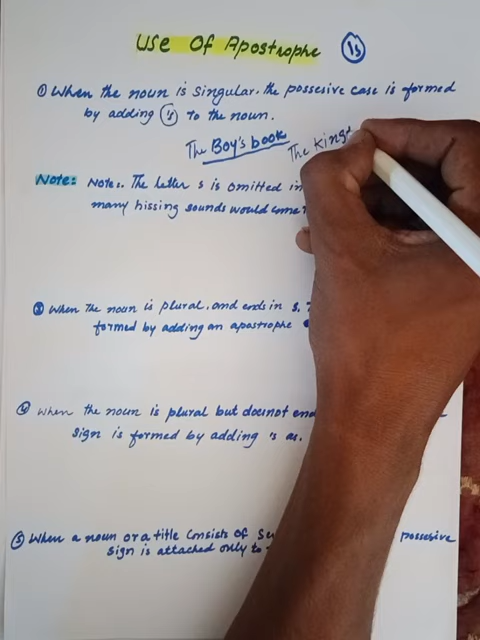 Use Of Apostrophe 's
① When the noun is singular. the possesive case is formed
by adding 's to the noun.
The Boy's book The King's
Note: Note:. The letter s is omitted in
many hissing sounds would come
③ When The noun is plural. and ends in s.
formed by adding an apostrophe
④ When the noun is plural but doesnot end
sign is formed by adding 's as.
⑤ When a noun or a title Consists of possesive
sign is attached only to